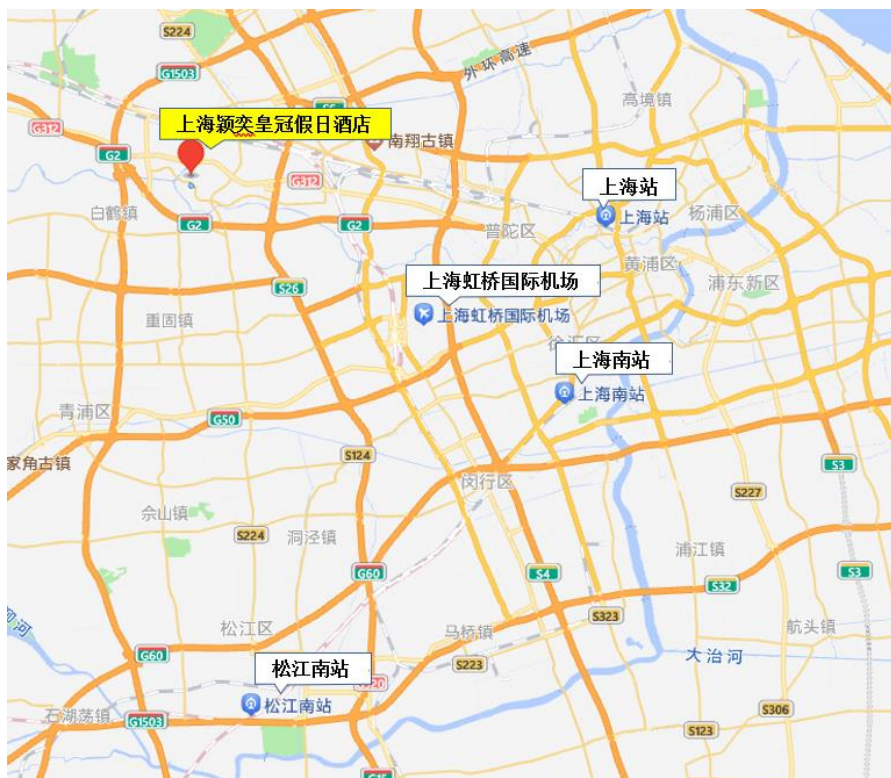 S224
G1503
外环高速
高境镇
S5
上海颖奕皇冠假日酒店
G312
南翔古镇
G2
G312
上海站
白鹤镇
G2
G2
普陀区
上海站
杨浦区
黄浦区
浦东新区
上海虹桥国际机场
S26
重固镇
上海虹桥国际机场
徐汇区
上海南站
上海南站
青浦区
G50
家角古镇
S124
S3
闵行区
S227
佘山镇
S224
洞泾镇
浦江镇
G60
S4
S32
S3
松江区
马桥镇
S323
航头镇
G60
S223
大治河
松江南站
松江南站
石湖荡镇
G1503
S306
S123
G15